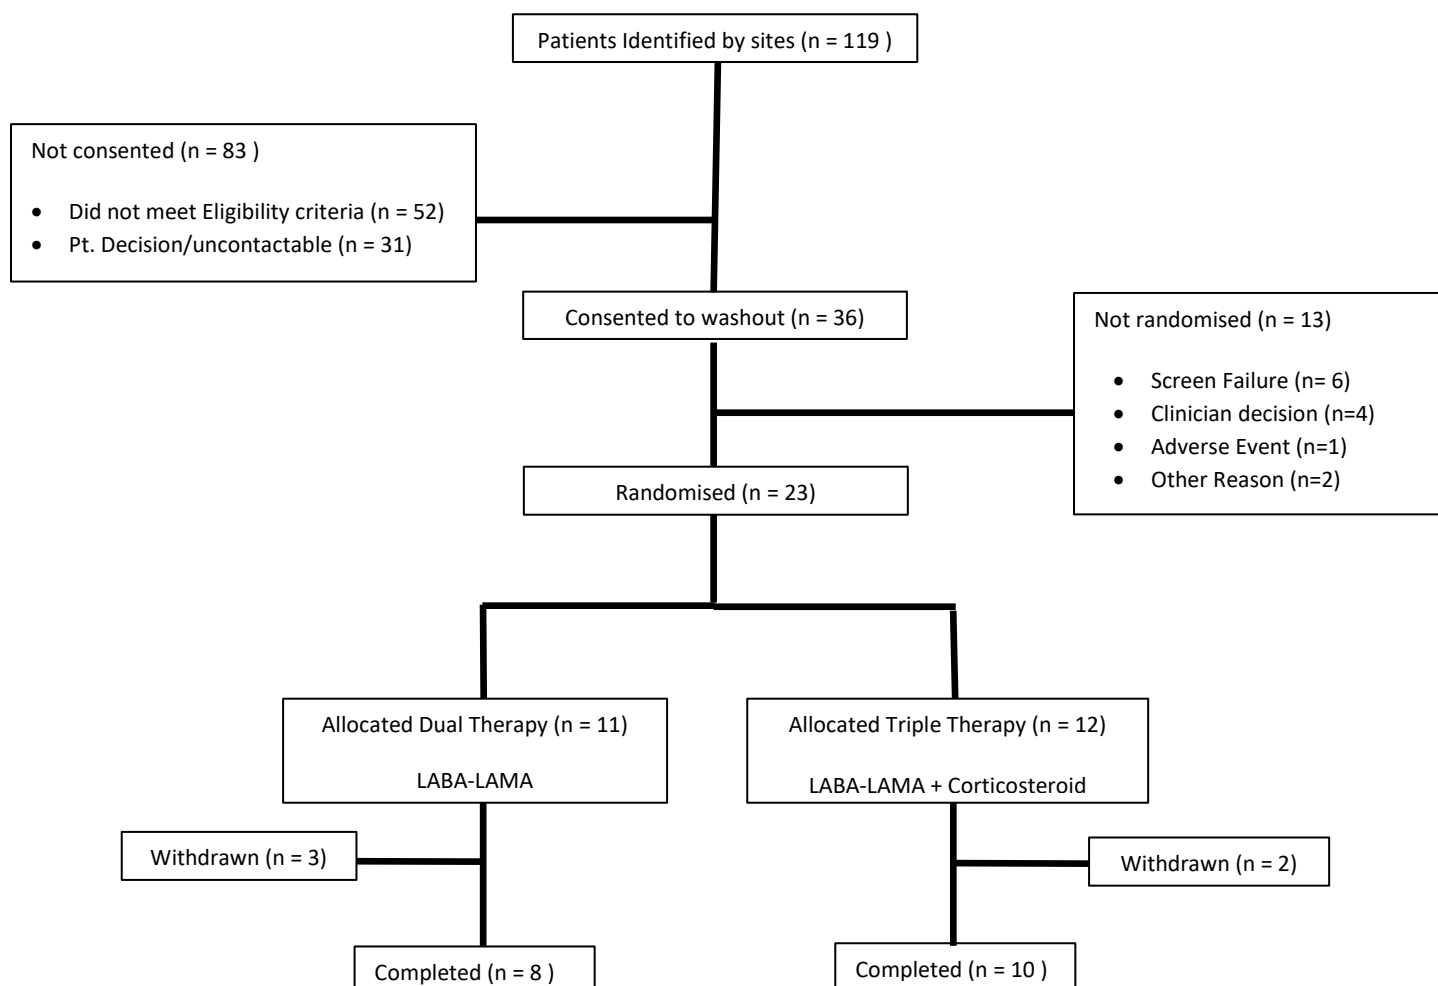 Patients Identified by sites (n = 119 )
Not consented (n = 83 )
• Did not meet Eligibility criteria (n = 52)
• Pt. Decision/uncontactable (n = 31)
Consented to washout (n = 36)
Not randomised (n = 13)
• Screen Failure (n= 6)
• Clinician decision (n=4)
• Adverse Event (n=1)
• Other Reason (n=2)
Randomised (n = 23)
Allocated Dual Therapy (n = 11)
LABA-LAMA
Allocated Triple Therapy (n = 12)
LABA-LAMA + Corticosteroid
Withdrawn (n = 3)
Withdrawn (n = 2)
Completed (n = 8 )
Completed (n = 10 )